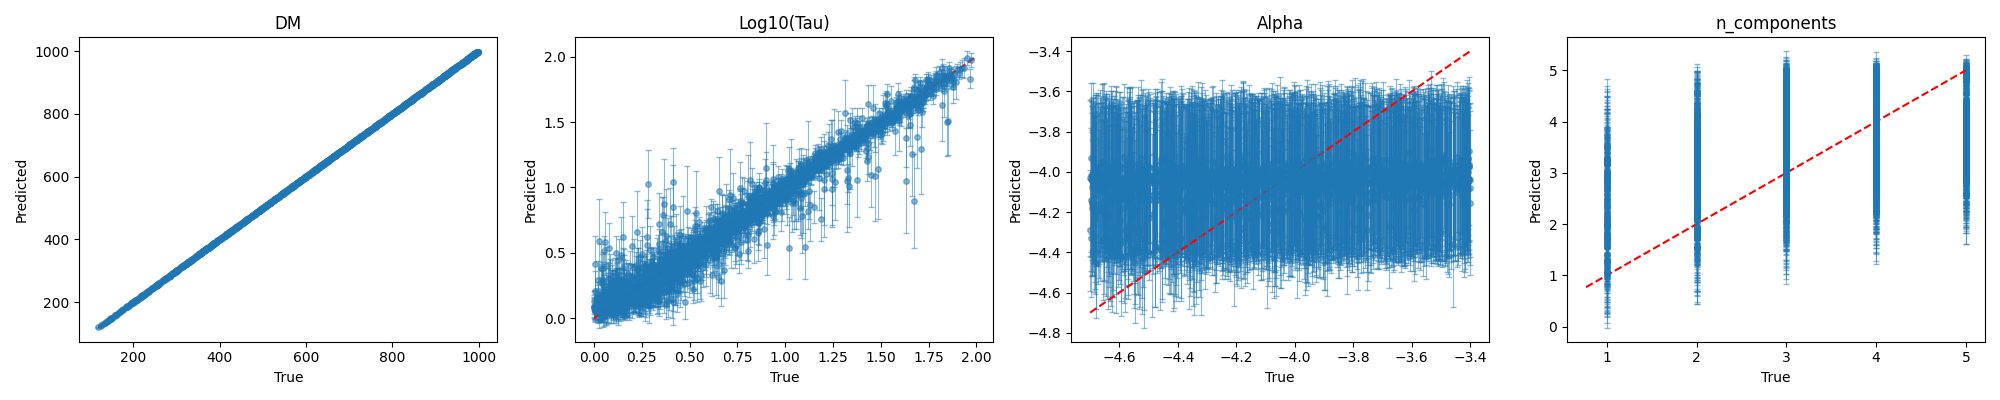 DM
Predicted
1000
800
600
400
200
200 400 600 800 1000
True
Log10(Tau)
Predicted
2.0
1.5
1.0
0.5
0.0
0.00 0.25 0.50 0.75 1.00 1.25 1.50 1.75 2.00
True
Alpha
Predicted
−3.4
−3.6
−3.8
−4.0
−4.2
−4.4
−4.6
−4.8
−4.6 −4.4 −4.2 −4.0 −3.8 −3.6 −3.4
True
n_components
Predicted
5
4
3
2
1
0
1 2 3 4 5
True